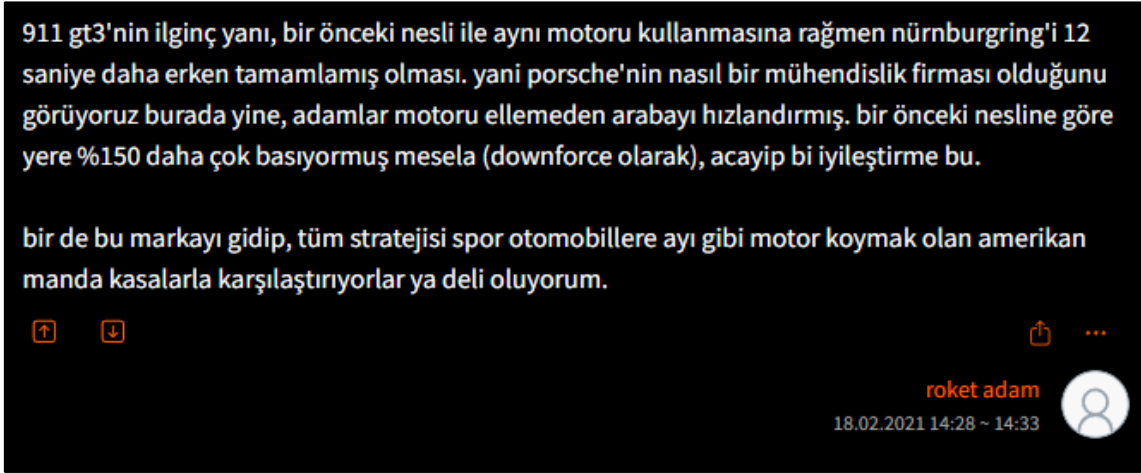 911 gt3'nin ilginç yanı, bir önceki nesli ile aynı motoru kullanmasına rağmen nürnburgring'i 12
saniye daha erken tamamlamış olması. yani porsche'nin nasıl bir mühendislik firması olduğunu
görüyoruz burada yine, adamlar motoru ellemeden arabayı hızlandırmış. bir önceki nesline göre
yere %150 daha çok basıyormuş mesela (downforce olarak), acayip bi iyileştirme bu.
bir de bu markayı gidip, tüm stratejisi spor otomobillere ayı gibi motor koymak olan amerikan
manda kasalarla karşılaştırıyorlar ya deli oluyorum.
roket adam
18.02.2021 14:28 ~ 14:33